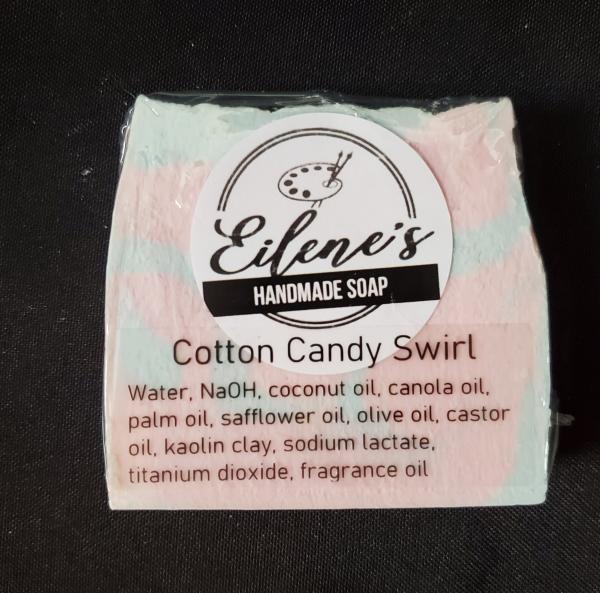 Eilene's
HANDMADE SOAP
Cotton Candy Swirl
Water, NaOH, coconut oil, canola oil,
palm oil, safflower oil, olive oil, castor
oil, kaolin clay, sodium lactate,
titanium dioxide, fragrance oil